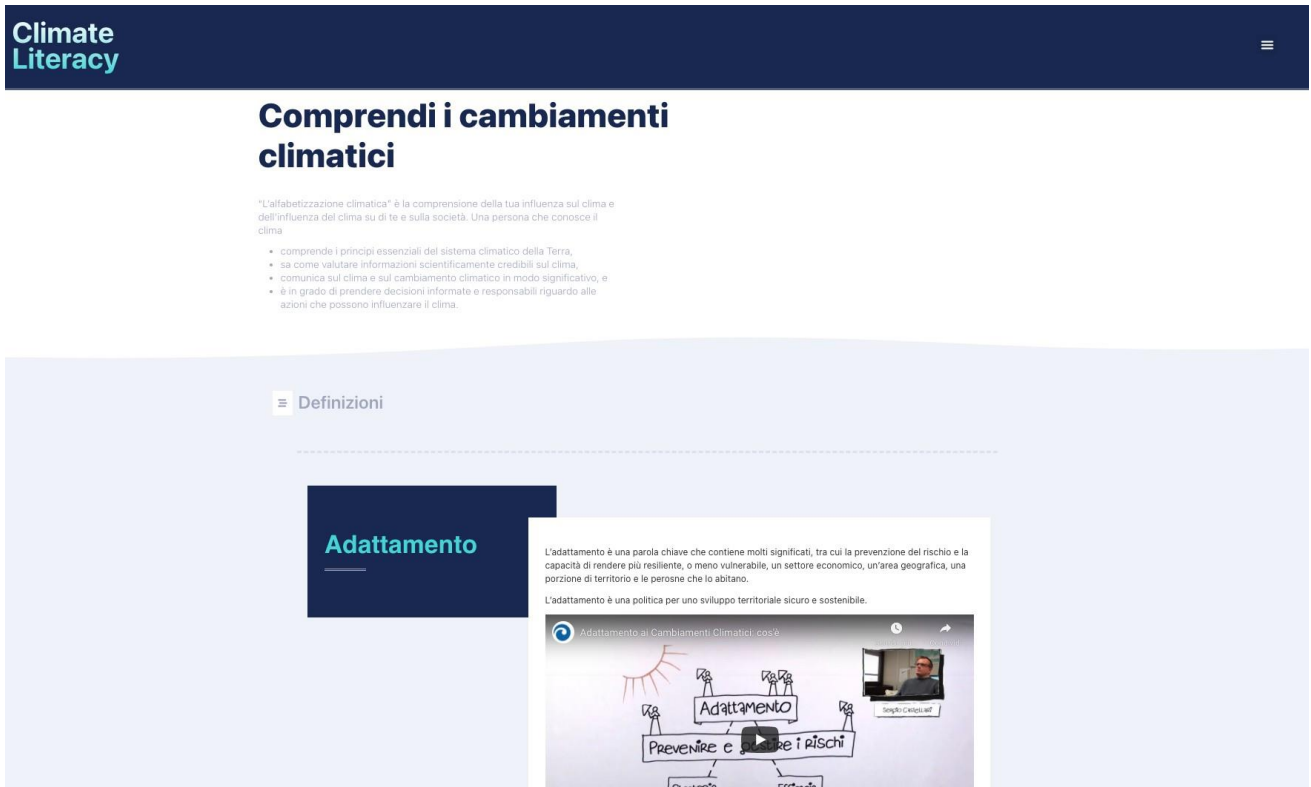 Climate
Literacy
Comprendi i cambiamenti
climatici
"L'alfabetizzazione climatica" è la comprensione della tua influenza sul clima e
dell'influenza del clima su di te e sulla società. Una persona che conosce il
clima
• comprende i principi essenziali del sistema climatico della Terra,
• sa come valutare informazioni scientificamente credibili sul clima,
• comunica sul clima e sul cambiamento climatico in modo significativo, e
• è in grado di prendere decisioni informate e responsabili riguardo alle
azioni che possono influenzare il clima.
Definizioni
Adattamento
L'adattamento è una parola chiave che contiene molti significati, tra cui la prevenzione del rischio e la
capacità di rendere più resiliente, o meno vulnerabile, un settore economico, un'area geografica, una
porzione di territorio e le perosne che lo abitano.
L'adattamento è una politica per uno sviluppo territoriale sicuro e sostenibile.
Adattamento ai Cambiamenti Climatici: cos'è
Adattamento
Sergio Castellari
Prevenire e gestire i rischi